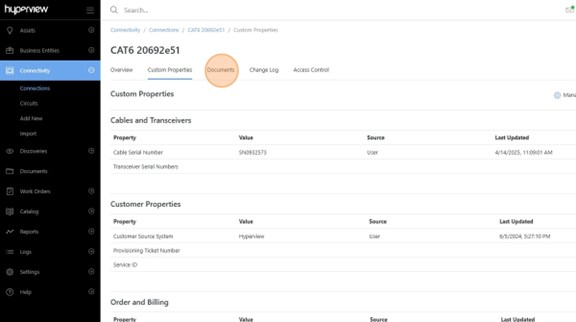 hyperview
Search...
Assets
Business Entities
Connectivity
Connections
Circuits
Add New
Import
Discoveries
Documents
Work Orders
Catalog
Reports
Logs
Settings
Help
Connectivity / Connections / CAT6 20692e51 / Custom Properties
CAT6 20692e51
Overview Custom Properties Documents Change Log Access Control
Custom Properties
Mana
Cables and Transceivers
Property Value Source Last Updated
Cable Serial Number SN0932573 User 4/14/2025, 11:09:01 AM
Transceiver Serial Numbers
Customer Properties
Property Value Source Last Updated
Customer Source System Hyperview User 6/5/2024, 5:27:10 PM
Provisioning Ticket Number
Service ID
Order and Billing
Property Value Source Last Updated